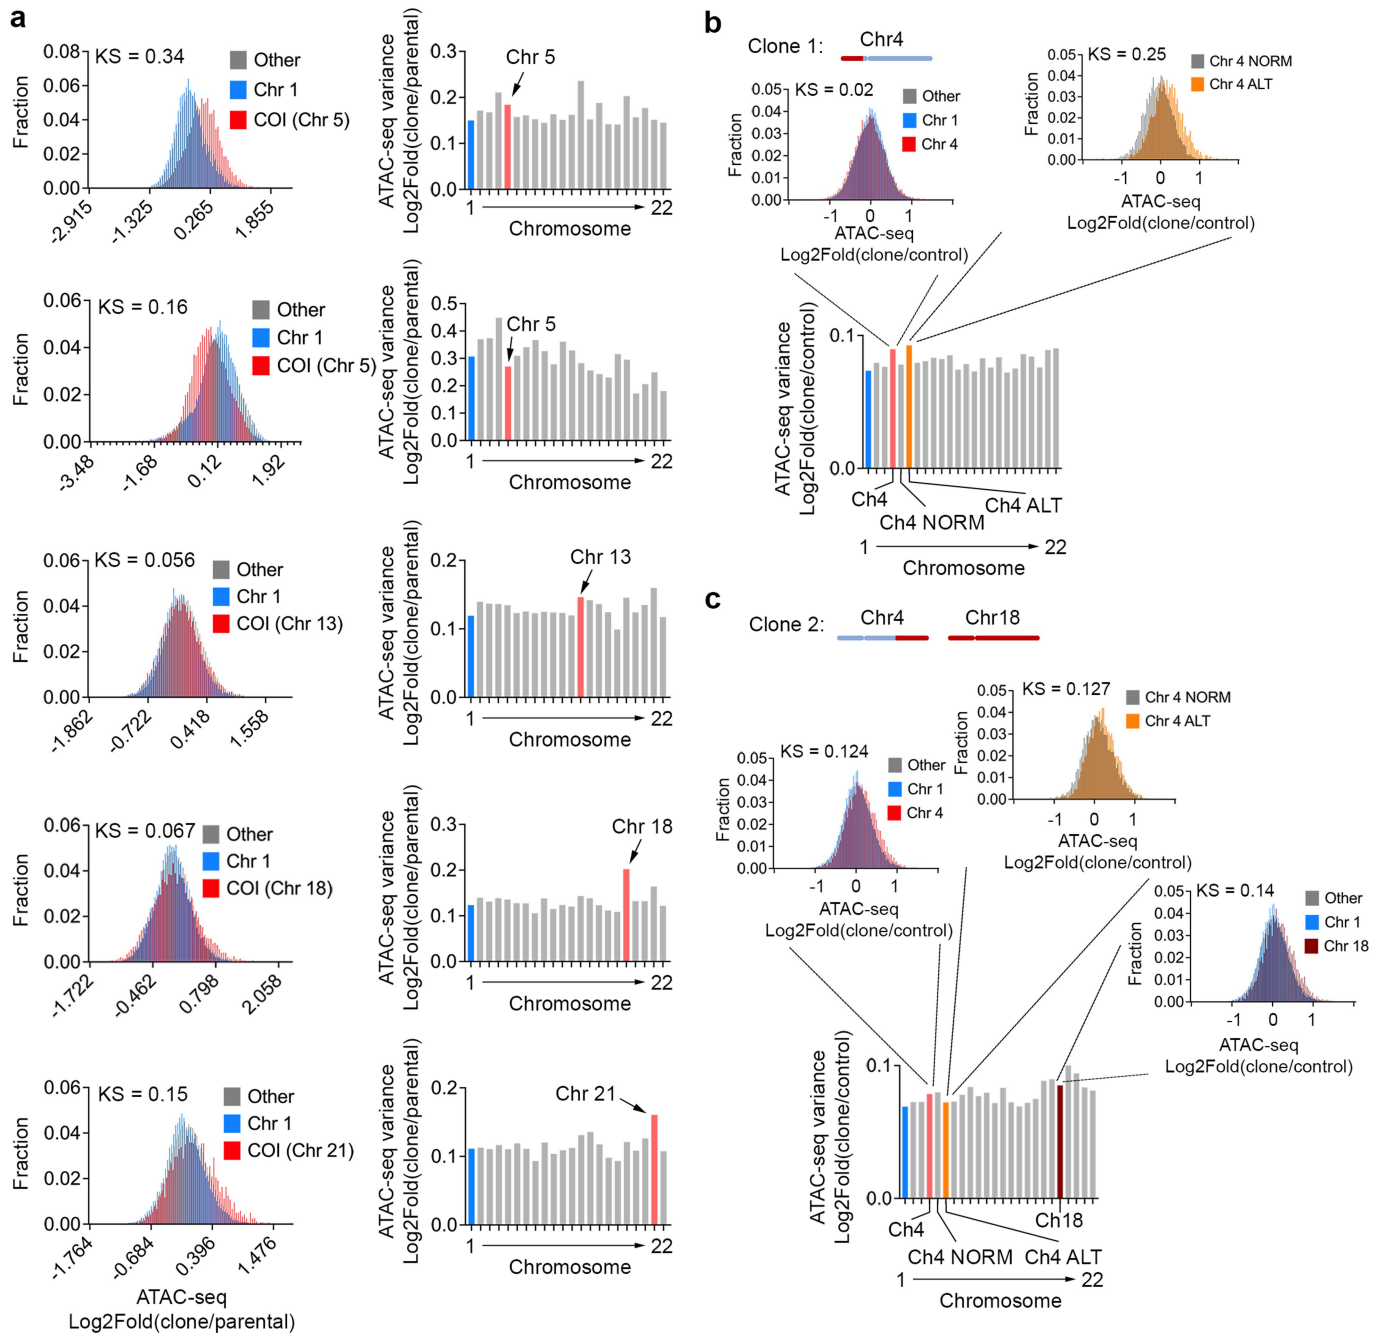 a
KS = 0.34
Other
Chr 1
COI (Chr 5)
Fraction
0.08
0.06
0.04
0.02
0.00
-2.915
-1.325
0.265
1.855
ATAC-seq variance
Log2Fold(clone/parental)
0.3
0.2
0.1
0.0
Chr 5
1
22
Chromosome
KS = 0.16
Other
Chr 1
COI (Chr 5)
Fraction
0.06
0.04
0.02
0.00
-3.48
-1.68
0.12
1.92
ATAC-seq variance
Log2Fold(clone/parental)
0.5
0.4
0.3
0.2
0.1
0.0
Chr 5
1
22
Chromosome
KS = 0.056
Other
Chr 1
COI (Chr 13)
Fraction
0.06
0.04
0.02
0.00
-1.862
-0.722
0.418
1.558
ATAC-seq variance
Log2Fold(clone/parental)
0.2
0.1
0.0
Chr 13
1
22
Chromosome
KS = 0.067
Other
Chr 1
COI (Chr 18)
Fraction
0.06
0.04
0.02
0.00
-1.722
-0.462
0.798
2.058
ATAC-seq variance
Log2Fold(clone/parental)
0.3
0.2
0.1
0.0
Chr 18
1
22
Chromosome
KS = 0.15
Other
Chr 1
COI (Chr 21)
Fraction
0.06
0.04
0.02
0.00
-1.764
-0.684
0.396
1.476
ATAC-seq
Log2Fold(clone/parental)
ATAC-seq variance
Log2Fold(clone/parental)
0.2
0.1
0.0
Chr 21
1
22
Chromosome
b
Clone 1:
Chr4
KS = 0.02
Other
Chr 1
Chr 4
Fraction
0.05
0.04
0.03
0.02
0.01
0.00
-1
0
1
ATAC-seq
Log2Fold(clone/control)
KS = 0.25
Chr 4 NORM
Chr 4 ALT
Fraction
0.05
0.04
0.03
0.02
0.01
0.00
-1
0
1
ATAC-seq
Log2Fold(clone/control)
ATAC-seq variance
Log2Fold(clone/control)
0.1
0.0
Ch4
Ch4 NORM
Ch4 ALT
1
22
Chromosome
c
Clone 2:
Chr4
Chr18
KS = 0.127
Chr 4 NORM
Chr 4 ALT
Fraction
0.05
0.04
0.03
0.02
0.01
0.00
-1
0
1
ATAC-seq
Log2Fold(clone/control)
KS = 0.124
Other
Chr 1
Chr 4
Fraction
0.05
0.04
0.03
0.02
0.01
0.00
-1
0
1
ATAC-seq
Log2Fold(clone/control)
KS = 0.14
Other
Chr 1
Chr 18
Fraction
0.05
0.04
0.03
0.02
0.01
0.00
-1
0
1
ATAC-seq
Log2Fold(clone/control)
ATAC-seq variance
Log2Fold(clone/control)
0.1
0.0
Ch4
Ch18
Ch4 NORM
Ch4 ALT
1
22
Chromosome